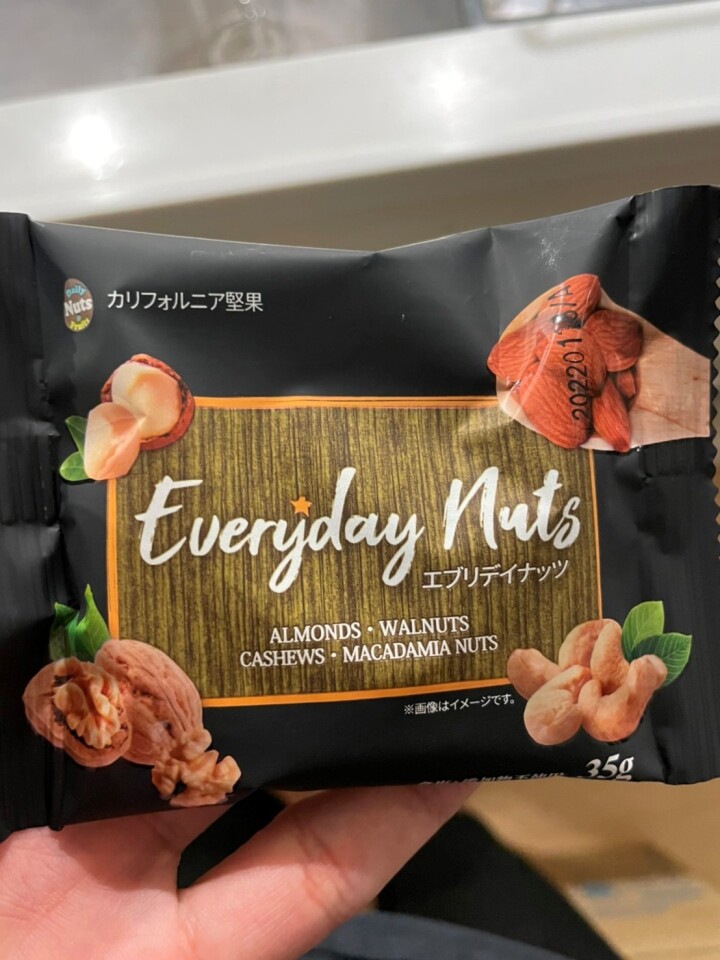 Daily
Nuts
&
Fruits
カリフォルニア堅果
Everyday Nuts
エブリデイナッツ
ALMONDS・WALNUTS
CASHEWS・MACADAMIA NUTS
※画像はイメージです。
35g